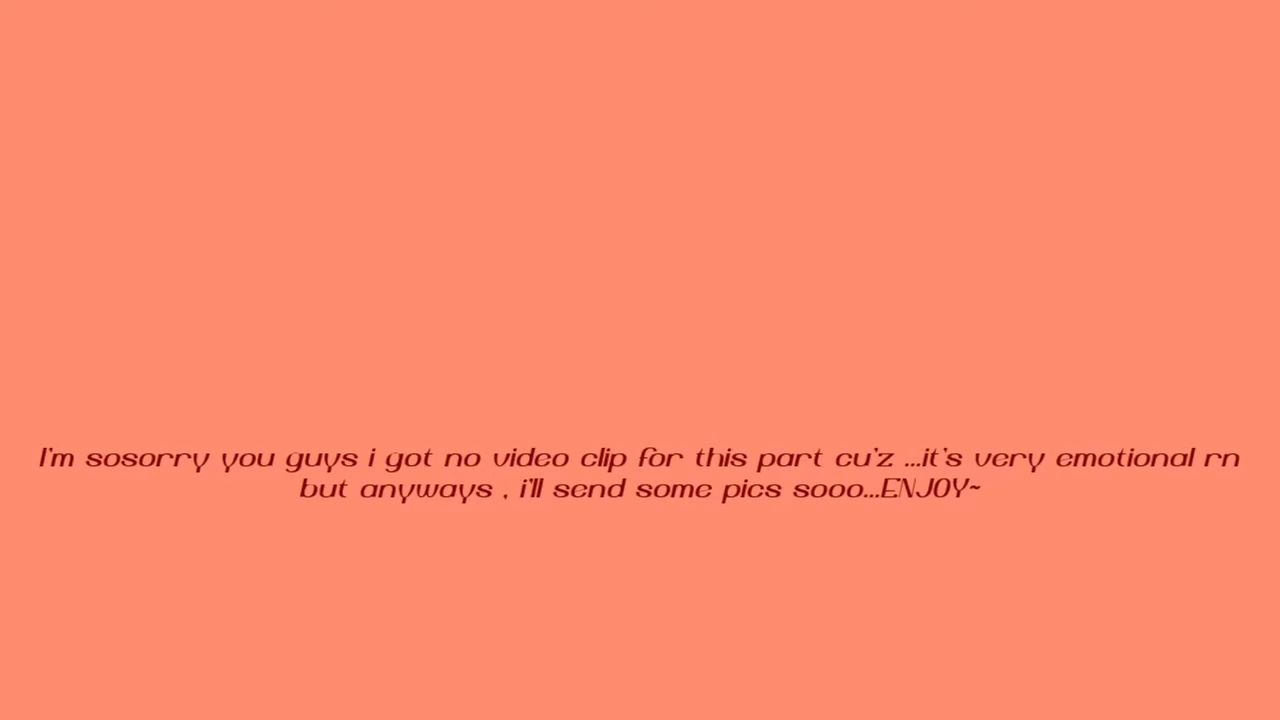 I'm sosorry you guys i got no video clip for this part cu'z ...it's very emotional rn
but anyways , i'll send some pics sooo...ENJOY~